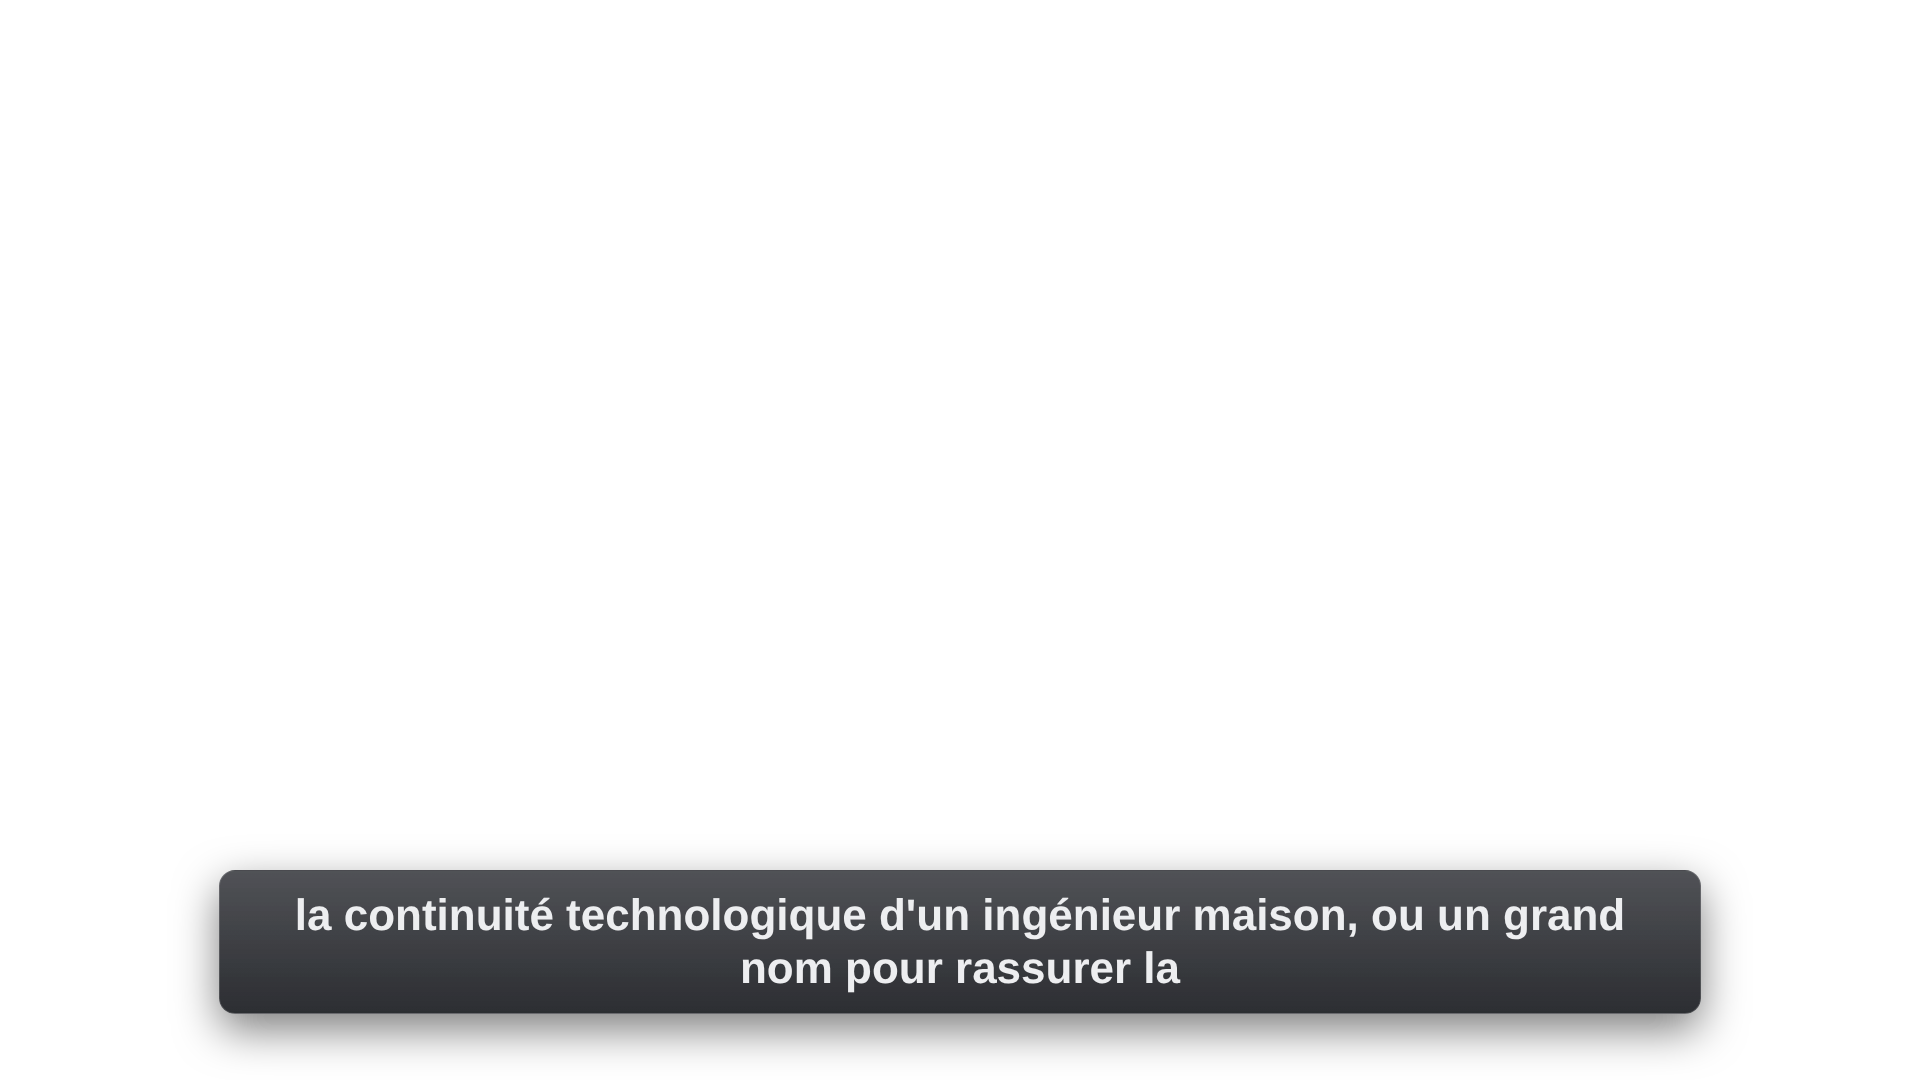 la continuité technologique d'un ingénieur maison, ou un grand
nom pour rassurer la